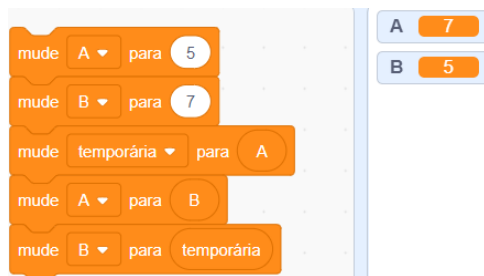 mude A para 5
mude B para 7
mude temporária para A
mude A para B
mude B para temporária
A 7
B 5